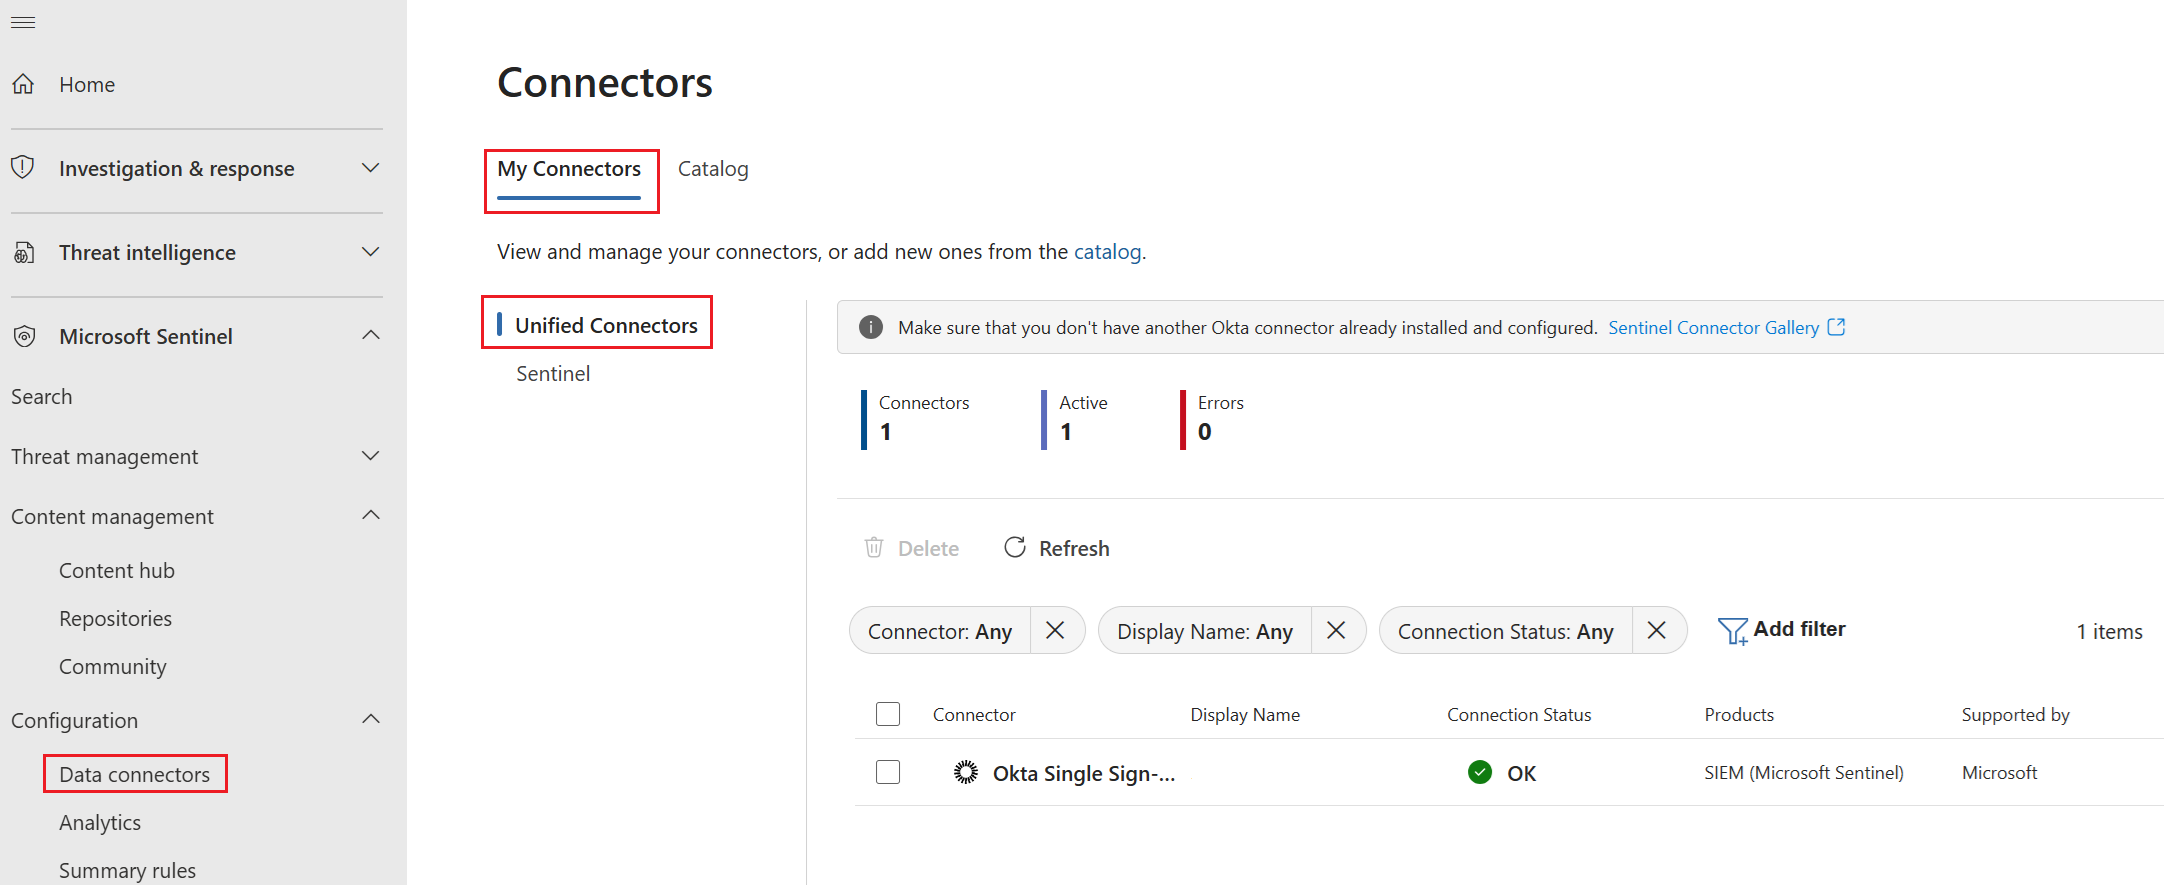 Home
Investigation & response
Threat intelligence
Microsoft Sentinel
Search
Threat management
Content management
Content hub
Repositories
Community
Configuration
Data connectors
Analytics
Summary rules
Connectors
My Connectors Catalog
View and manage your connectors, or add new ones from the catalog.
Unified Connectors
Sentinel
Make sure that you don't have another Okta connector already installed and configured. Sentinel Connector Gallery
Connectors Active Errors
1 1 0
Delete Refresh
Connector: Any Display Name: Any Connection Status: Any Add filter 1 items
Connector Display Name Connection Status Products Supported by
Okta Single Sign-... OK SIEM (Microsoft Sentinel) Microsoft